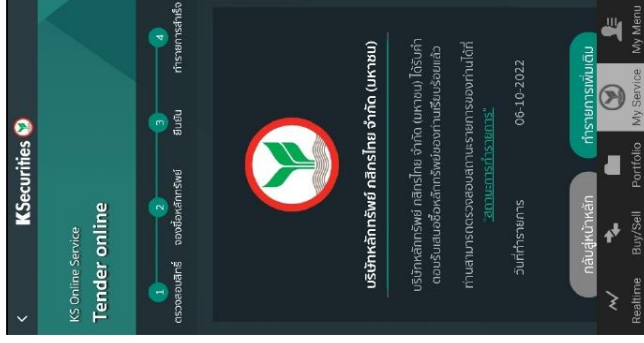 KSecurities
KS Online Service
Tender online
1 2 3 4
ตรวจสอบสิทธิ์ จองซื้อหลักทรัพย์ ยืนยัน ทำรายการสำเร็จ
บริษัทหลักทรัพย์ กสิกรไทย จำกัด (มหาชน)
บริษัทหลักทรัพย์ กสิกรไทย จำกัด (มหาชน) ได้รับคำ
ตอบรับเสนอซื้อหลักทรัพย์ของท่านเรียบร้อยแล้ว
ท่านสามารถตรวจสอบสถานะรายการของท่านได้ที่
"สถานะการทำรายการ"
วันที่ทำรายการ 06-10-2022
กลับสู่หน้าหลัก ทำรายการเพิ่มเติม
Realtime Buy/Sell Portfolio My Service My Menu